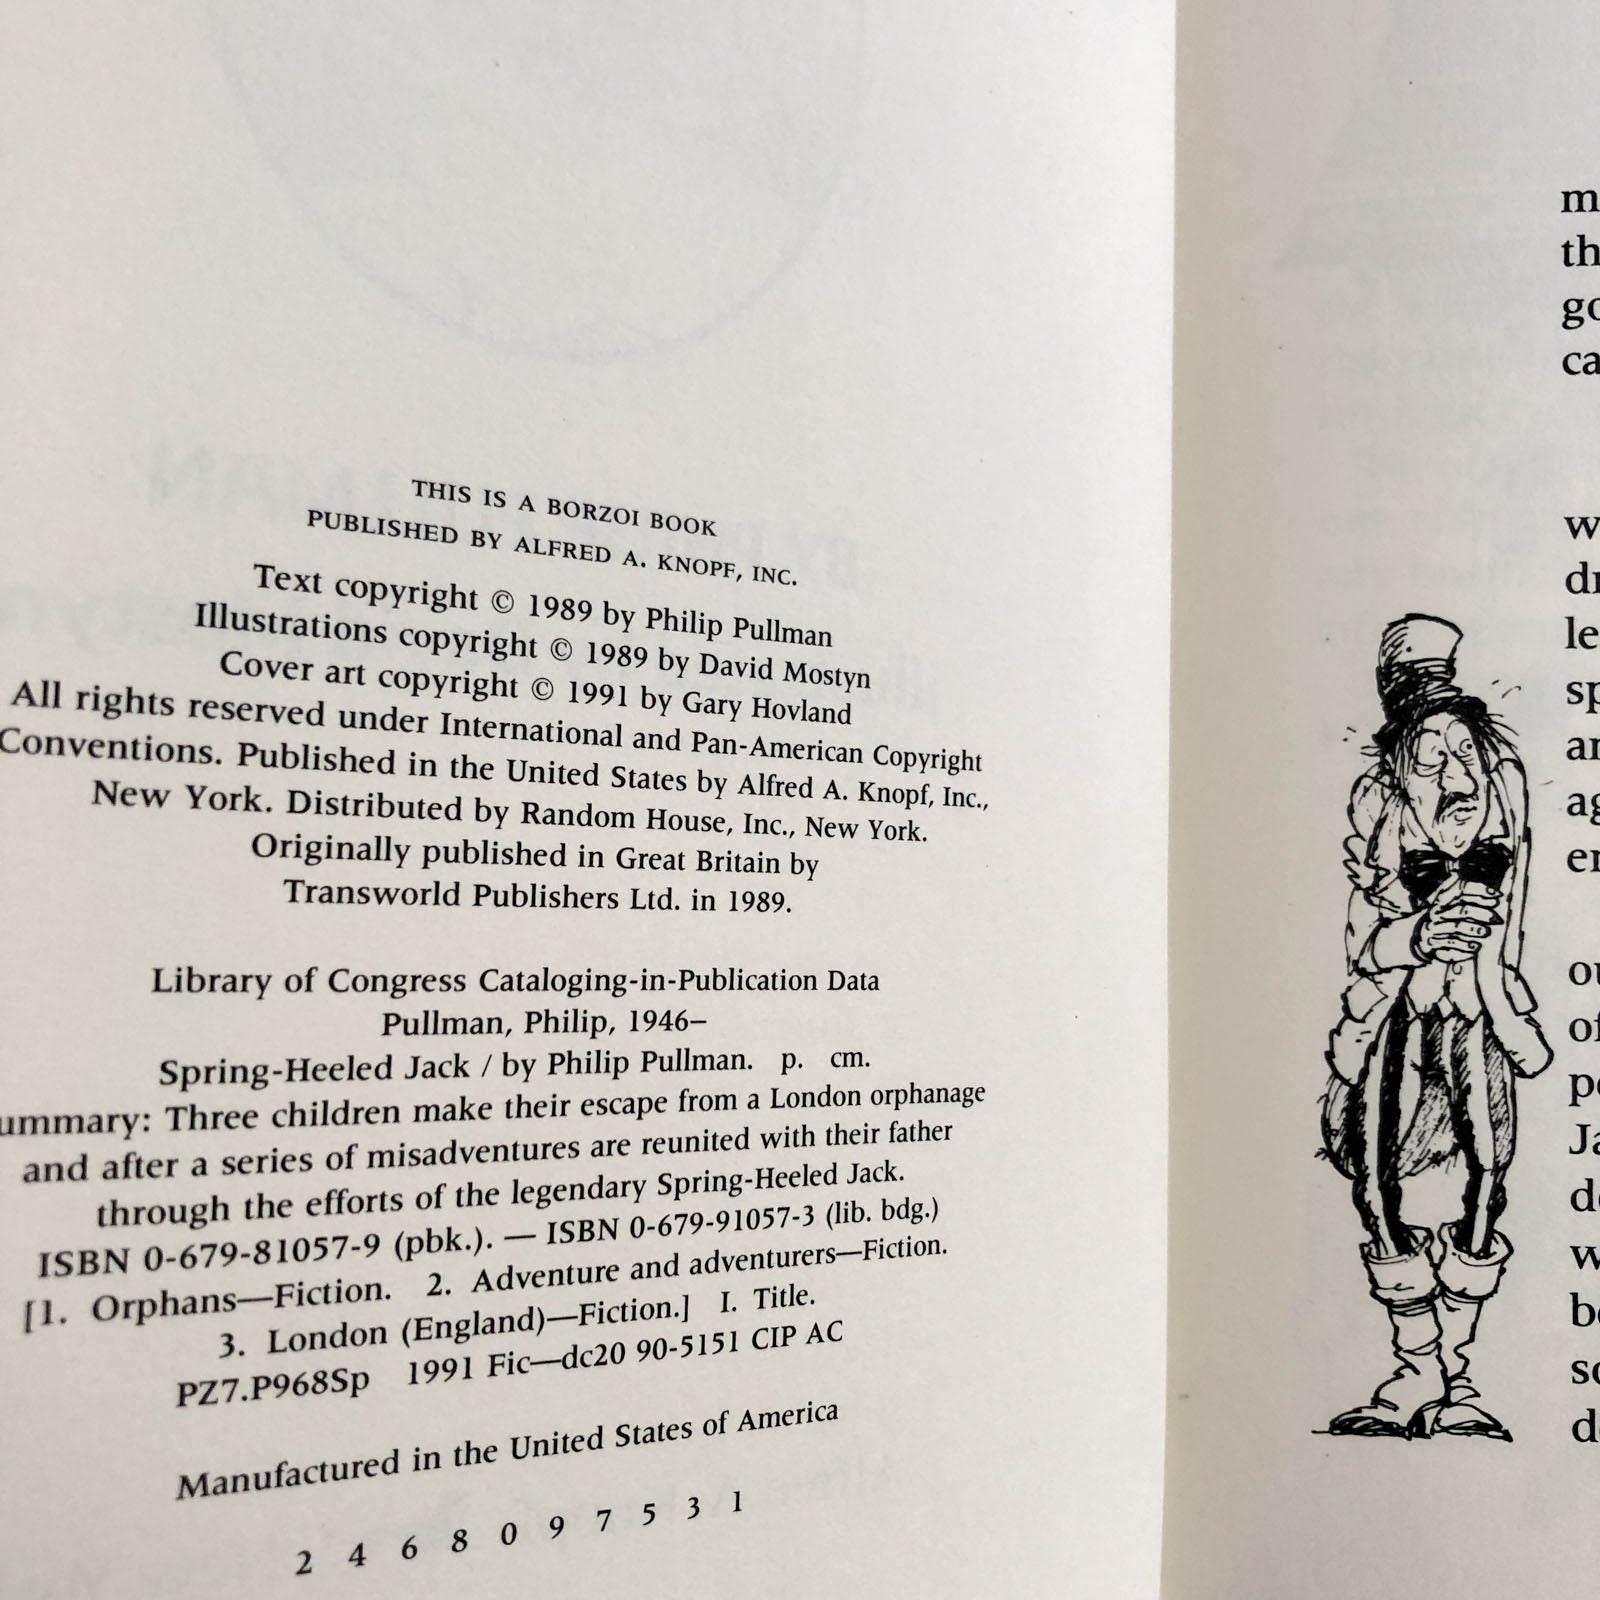 THIS IS A BORZOI BOOK
PUBLISHED BY ALFRED A. KNOPF, INC.
Text copyright © 1989 by Philip Pullman
Illustrations copyright © 1989 by David Mostyn
Cover art copyright © 1991 by Gary Hovland
All rights reserved under International and Pan-American Copyright
Conventions. Published in the United States by Alfred A. Knopf, Inc.,
New York. Distributed by Random House, Inc., New York.
Originally published in Great Britain by
Transworld Publishers Ltd. in 1989.
Library of Congress Cataloging-in-Publication Data
Pullman, Philip, 1946–
Spring-Heeled Jack / by Philip Pullman. p. cm.
ummary: Three children make their escape from a London orphanage
and after a series of misadventures are reunited with their father
through the efforts of the legendary Spring-Heeled Jack.
ISBN 0-679-81057-9 (pbk.). — ISBN 0-679-91057-3 (lib. bdg.)
[1. Orphans—Fiction. 2. Adventure and adventurers—Fiction.
3. London (England)—Fiction.] I. Title.
PZ7.P968Sp 1991 Fic—dc20 90-5151 CIP AC
Manufactured in the United States of America
2 4 6 8 0 9 7 5 3 1